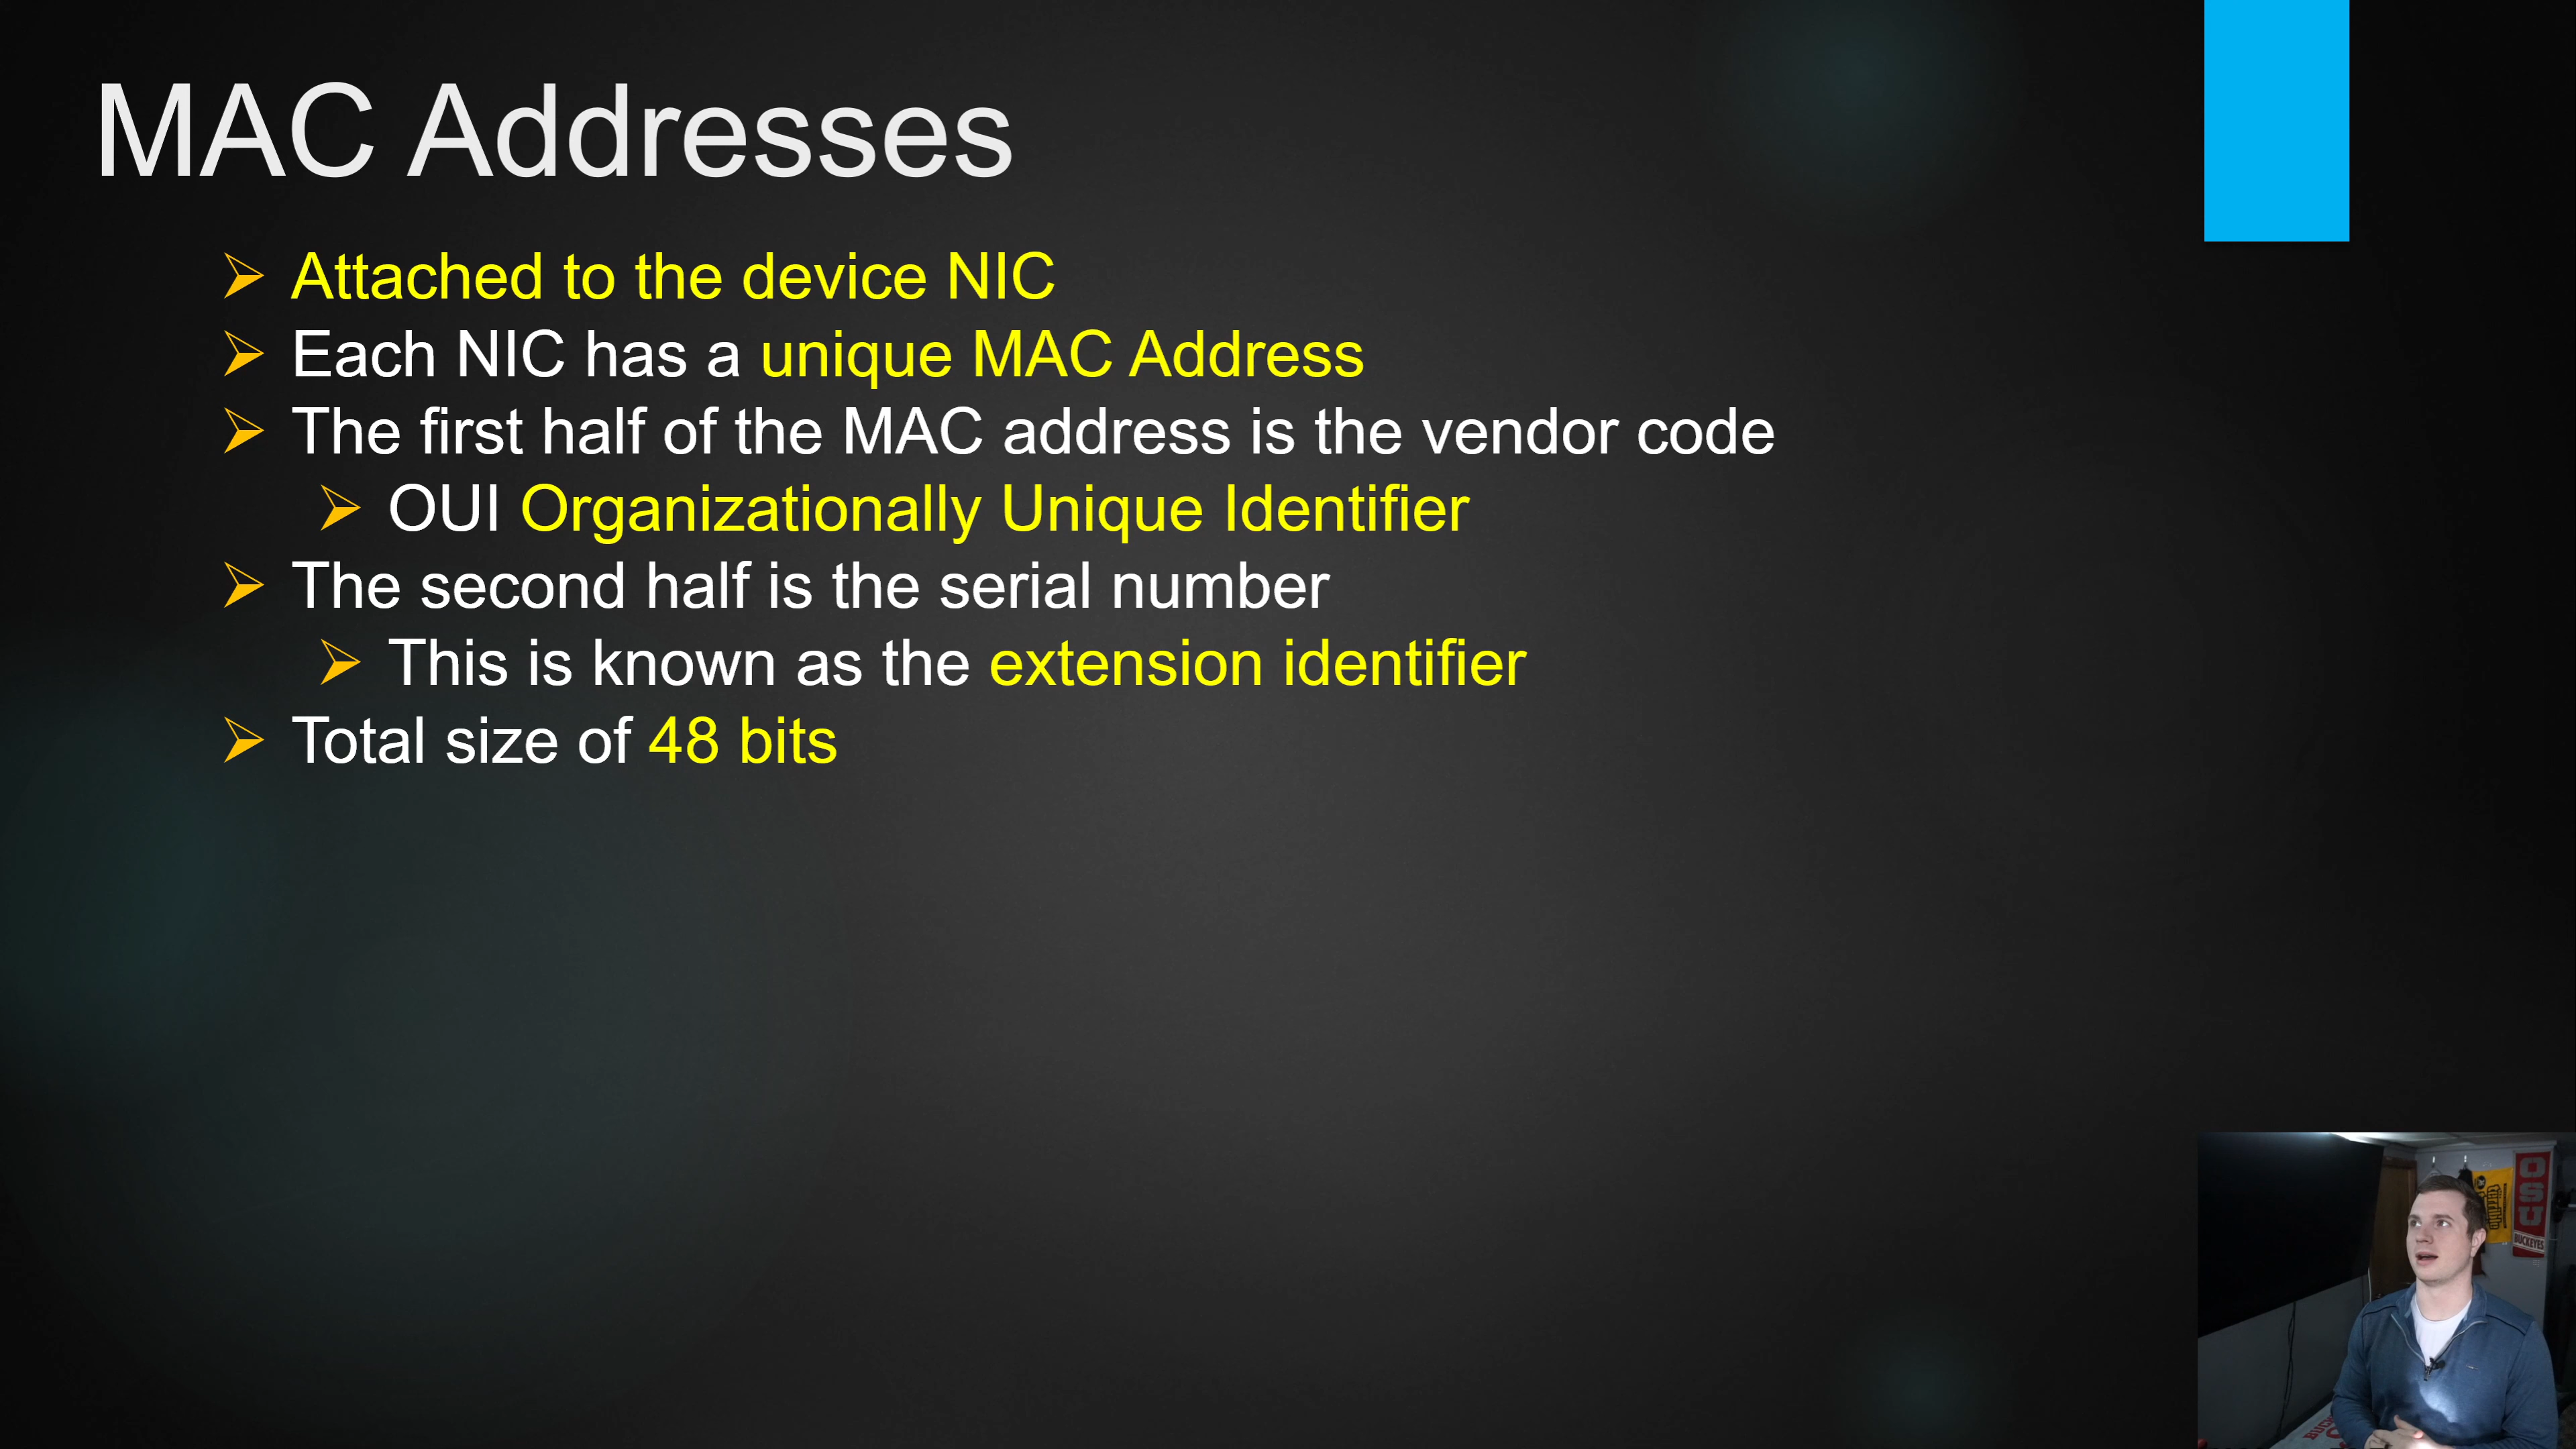 MAC Addresses
Attached to the device NIC
Each NIC has a unique MAC Address
The first half of the MAC address is the vendor code
OUI Organizationally Unique Identifier
The second half is the serial number
This is known as the extension identifier
Total size of 48 bits
OSU
BUCKEYES